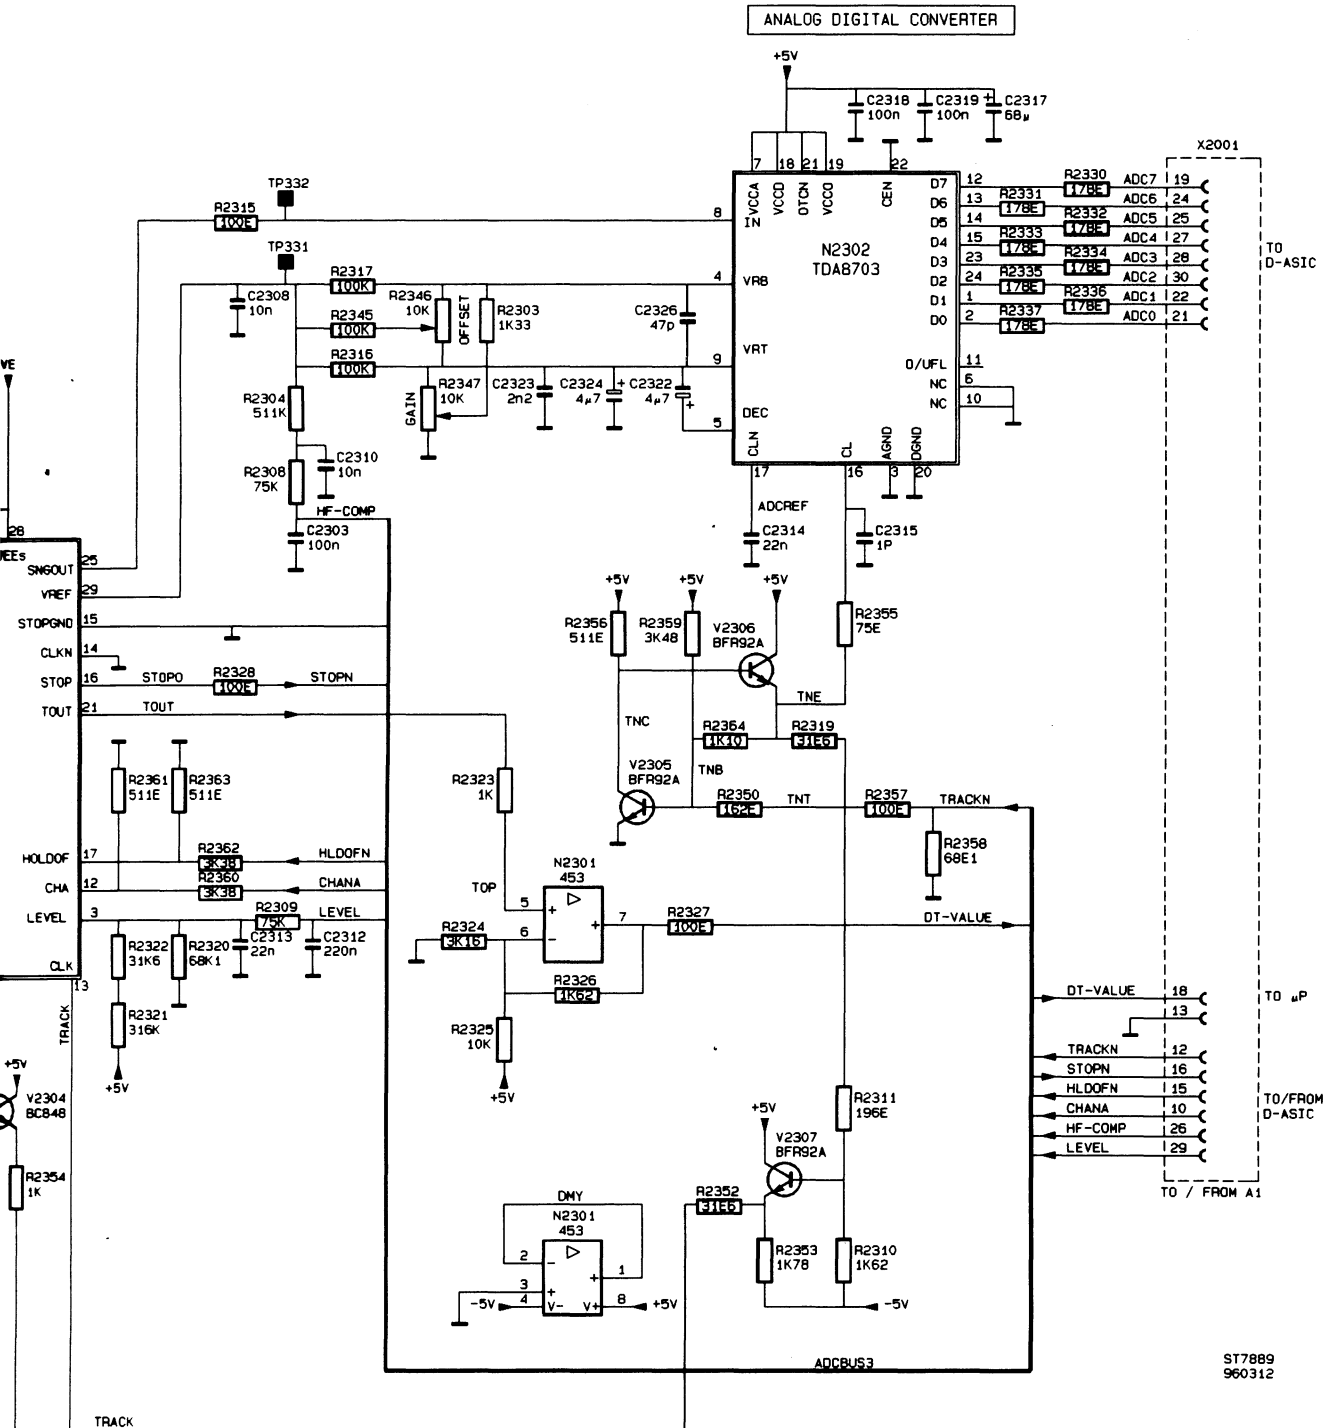 ANALOG DIGITAL CONVERTER
+5V
C2318
100n
C2319
100n
+
C2317
68µ
X2001
7
18
21
19
22
VCCA
VCCD
OTCN
VCCO
CEN
N2302
TDA8703
8
IN
4
VRB
VRT
9
DEC
5
CLN
17
CL
16
AGND
3
DGND
20
D7
12
R2330
178E
ADC7
19
D6
13
R2331
178E
ADC6
24
D5
14
R2332
178E
ADC5
25
D4
15
R2333
178E
ADC4
27
D3
23
R2334
178E
ADC3
28
D2
24
R2335
178E
ADC2
30
D1
1
R2336
178E
ADC1
22
D0
2
R2337
178E
ADC0
21
O/UFL
11
NC
6
NC
10
TO
D-ASIC
TP332
R2315
100E
TP331
C2308
10n
R2317
100K
R2345
100K
R2316
100K
R2346
10K
OFFSET
R2303
1K33
C2326
47p
R2347
10K
GAIN
C2323
2n2
C2324
4µ7
+
C2322
4µ7
+
R2304
511K
R2308
75K
C2310
10n
HF-COMP
C2303
100n
ADCREF
C2314
22n
C2315
1P
VE
28
VEEs
SNGOUT
25
VREF
29
STOPGND
15
CLKN
14
STOP
16
STOPO
R2328
100E
STOPN
TOUT
21
TOUT
R2361
511E
R2363
511E
HOLDOF
17
R2362
3K38
HLDOFN
CHA
12
R2360
3K38
CHANA
LEVEL
3
R2309
75K
LEVEL
R2322
31K6
R2320
68K1
C2313
22n
C2312
220n
CLK
13
TRACK
R2321
316K
+5V
+5V
V2304
BC848
R2354
1K
TRACK
+5V
+5V
+5V
R2356
511E
R2359
3K48
V2306
BFR92A
R2355
75E
TNE
TNC
R2364
1K10
R2319
31E6
TNB
V2305
BFR92A
R2350
162E
TNT
R2357
100E
TRACKN
R2358
68E1
R2323
1K
N2301
453
TOP
5
+
6
-
+
7
R2324
3K16
R2327
100E
DT-VALUE
R2326
1K62
R2325
10K
+5V
DT-VALUE
18
13
TO µP
TRACKN
12
STOPN
16
HLDOFN
15
CHANA
10
HF-COMP
26
LEVEL
29
TO/FROM
D-ASIC
TO / FROM A1
R2311
196E
+5V
V2307
BFR92A
R2352
31E6
R2353
1K78
R2310
1K62
-5V
DMY
N2301
453
2
-
3
+
+
1
-5V
4
V-
V+
8
+5V
ADCBUS3
ST7889
960312